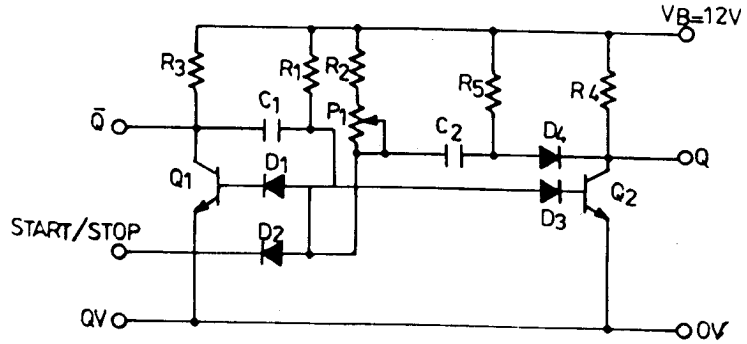 VB=12V
R3
R1
R2
R5
R4
P1
Q̄
C1
C2
D4
Q
D1
Q1
D3
Q2
START/STOP
D2
QV
OV